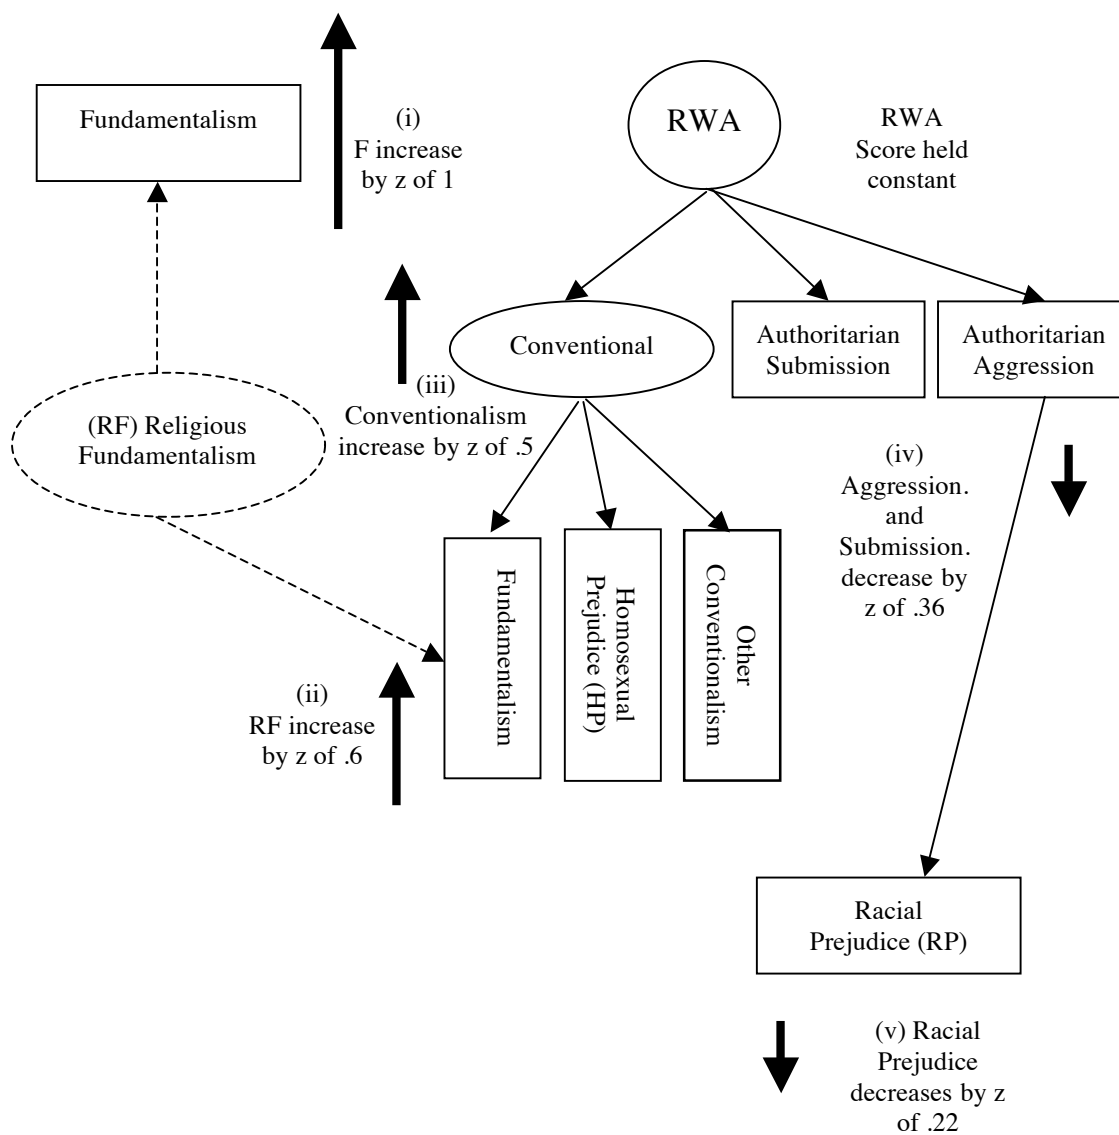 Fundamentalism
(i)
F increase
by z of 1
RWA
RWA
Score held
constant
(RF) Religious
Fundamentalism
(iii)
Conventionalism
increase by z of .5
Conventional
Authoritarian
Submission
Authoritarian
Aggression
(iv)
Aggression.
and
Submission.
decrease by
z of .36
(ii)
RF increase
by z of .6
Fundamentalism
Homosexual
Prejudice (HP)
Other
Conventionalism
Racial
Prejudice (RP)
(v) Racial
Prejudice
decreases by z
of .22